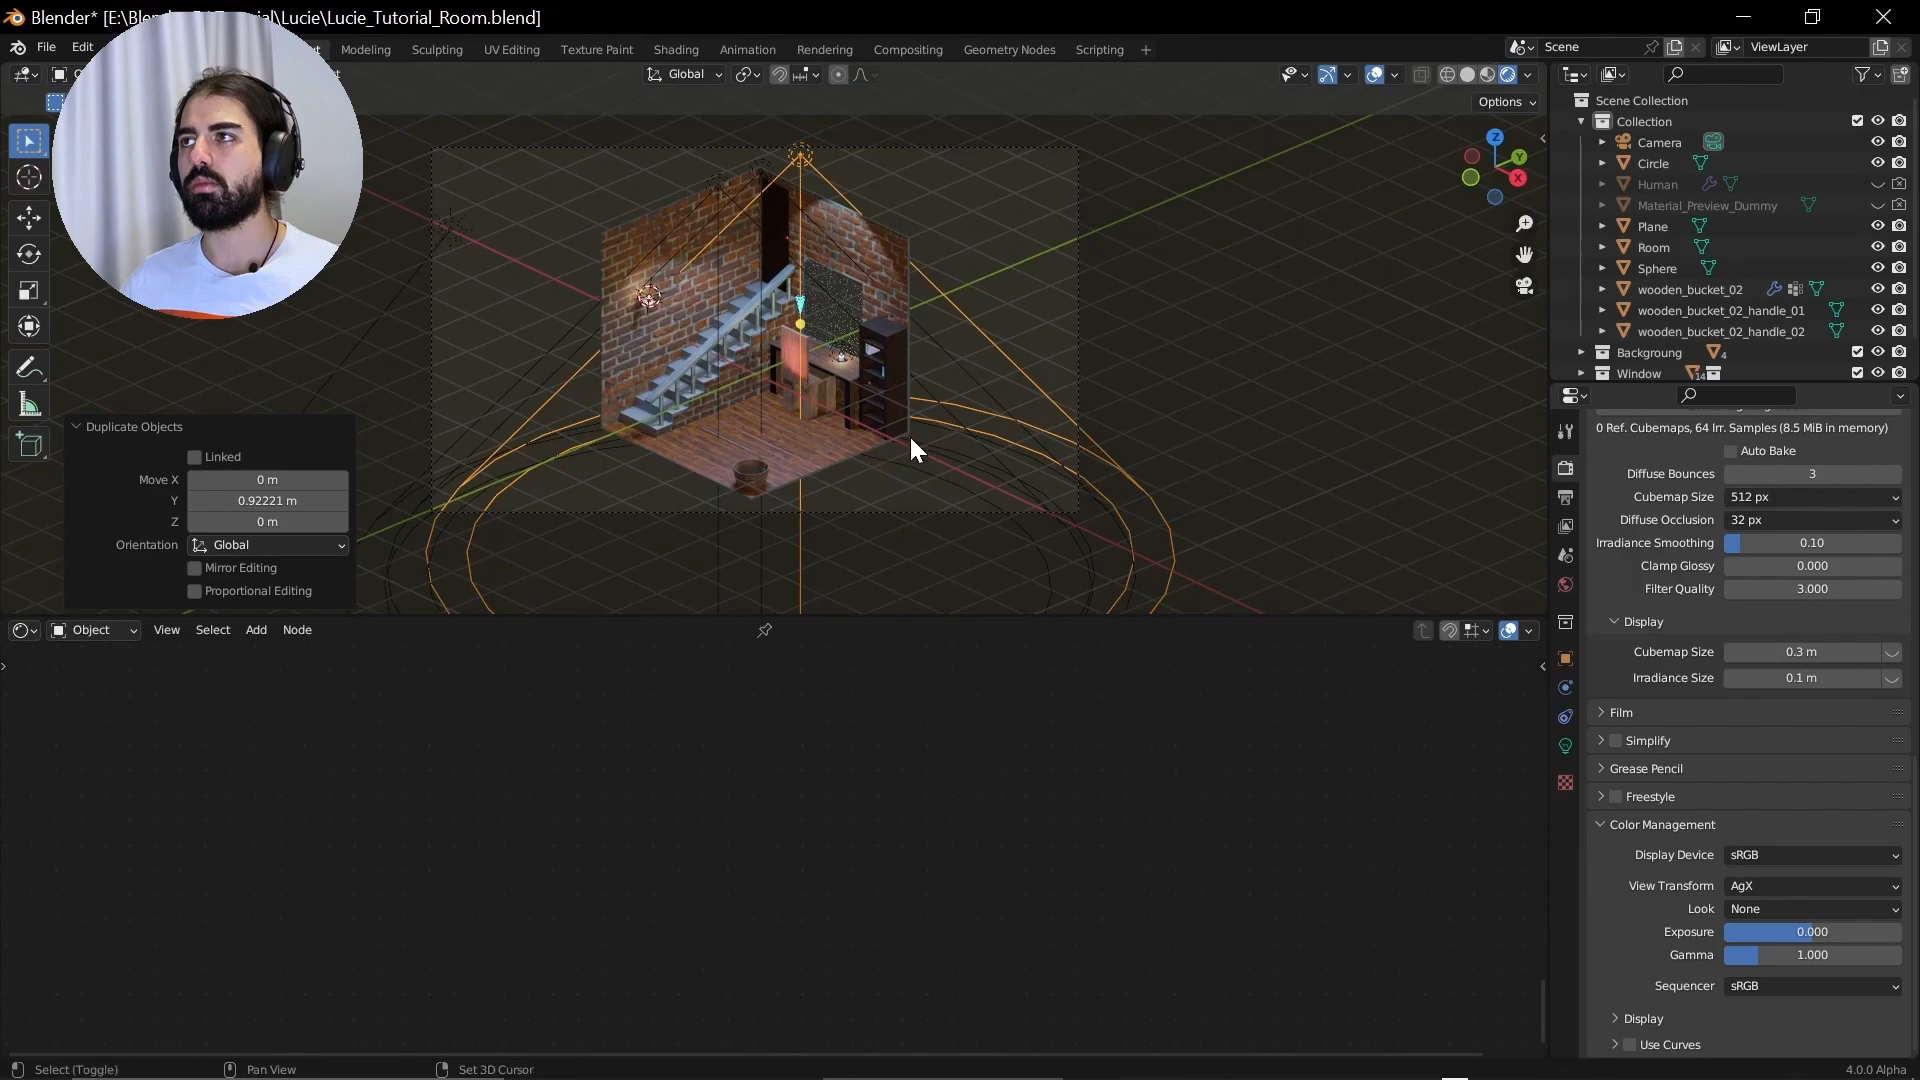 Blender* [E:\Blen
al\Lucie\Lucie_Tutorial_Room.blend]
File Edit
Modeling Sculpting UV Editing Texture Paint Shading Animation Rendering Compositing Geometry Nodes Scripting +
Scene
ViewLayer
Global
Options
Z
Y
X
Scene Collection
Collection
Camera
Circle
Human
Material_Preview_Dummy
Plane
Room
Sphere
wooden_bucket_02
wooden_bucket_02_handle_01
wooden_bucket_02_handle_02
Backgroung 4
Window 14
Duplicate Objects
Linked
Move X 0 m
Y 0.92221 m
Z 0 m
Orientation Global
Mirror Editing
Proportional Editing
0 Ref. Cubemaps, 64 Irr. Samples (8.5 MiB in memory)
Auto Bake
Diffuse Bounces 3
Cubemap Size 512 px
Diffuse Occlusion 32 px
Irradiance Smoothing 0.10
Clamp Glossy 0.000
Filter Quality 3.000
Display
Cubemap Size 0.3 m
Irradiance Size 0.1 m
Film
Simplify
Grease Pencil
Freestyle
Color Management
Display Device sRGB
View Transform AgX
Look None
Exposure 0.000
Gamma 1.000
Sequencer sRGB
Display
Use Curves
Object View Select Add Node
Select (Toggle) Pan View Set 3D Cursor 4.0.0 Alpha